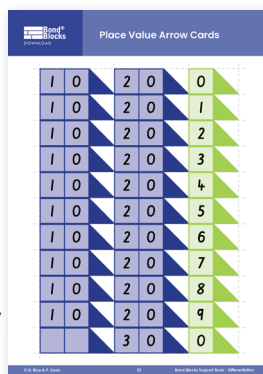 Bond®
Blocks
DOWNLOAD
Place Value Arrow Cards
1 0 2 0 0
1 0 2 0 1
1 0 2 0 2
1 0 2 0 3
1 0 2 0 4
1 0 2 0 5
1 0 2 0 6
1 0 2 0 7
1 0 2 0 8
1 0 2 0 9
3 0 0
© N. Rice & P. Swan
Bond Blocks Support Book - Differentiation